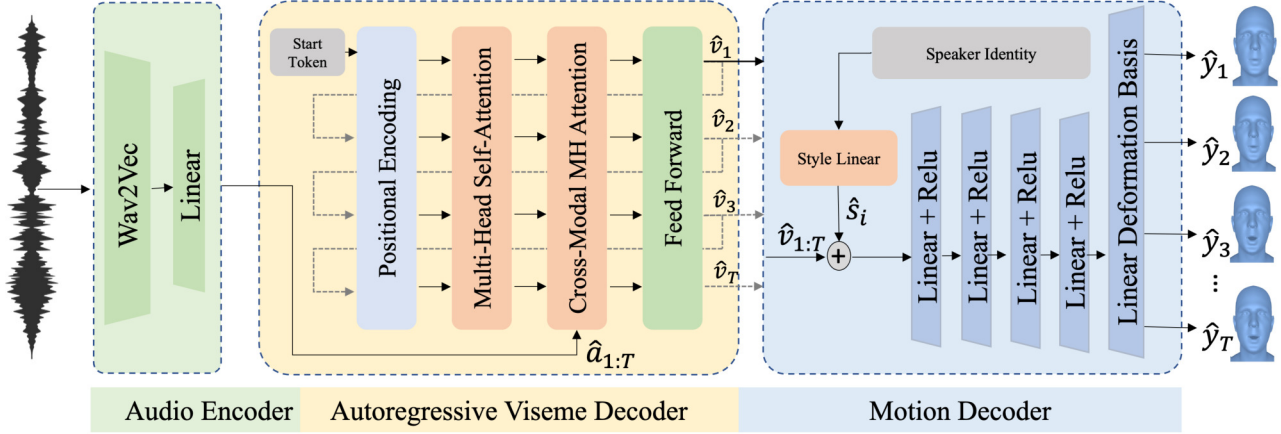 Wav2Vec
Linear
Start
Token
Positional Encoding
Multi-Head Self-Attention
Cross-Modal MH Attention
Feed Forward
v̂₁
v̂₂
v̂₃
v̂_T
â₁:T
Speaker Identity
Style Linear
ŝᵢ
v̂₁:T
+
Linear + Relu
Linear + Relu
Linear + Relu
Linear + Relu
Linear Deformation Basis
ŷ₁
ŷ₂
ŷ₃
...
ŷ_T
Audio Encoder
Autoregressive Viseme Decoder
Motion Decoder